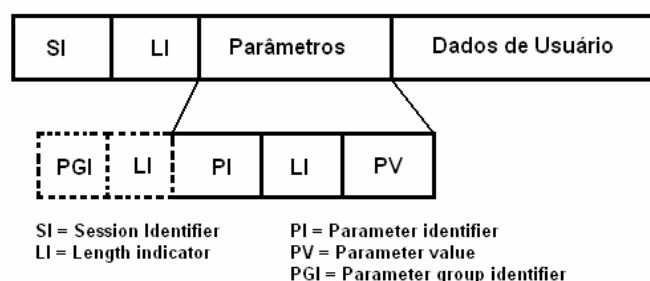 SI LI Parâmetros Dados de Usuário
PGI LI PI LI PV
SI = Session Identifier
LI = Length indicator
PI = Parameter identifier
PV = Parameter value
PGI = Parameter group identifier